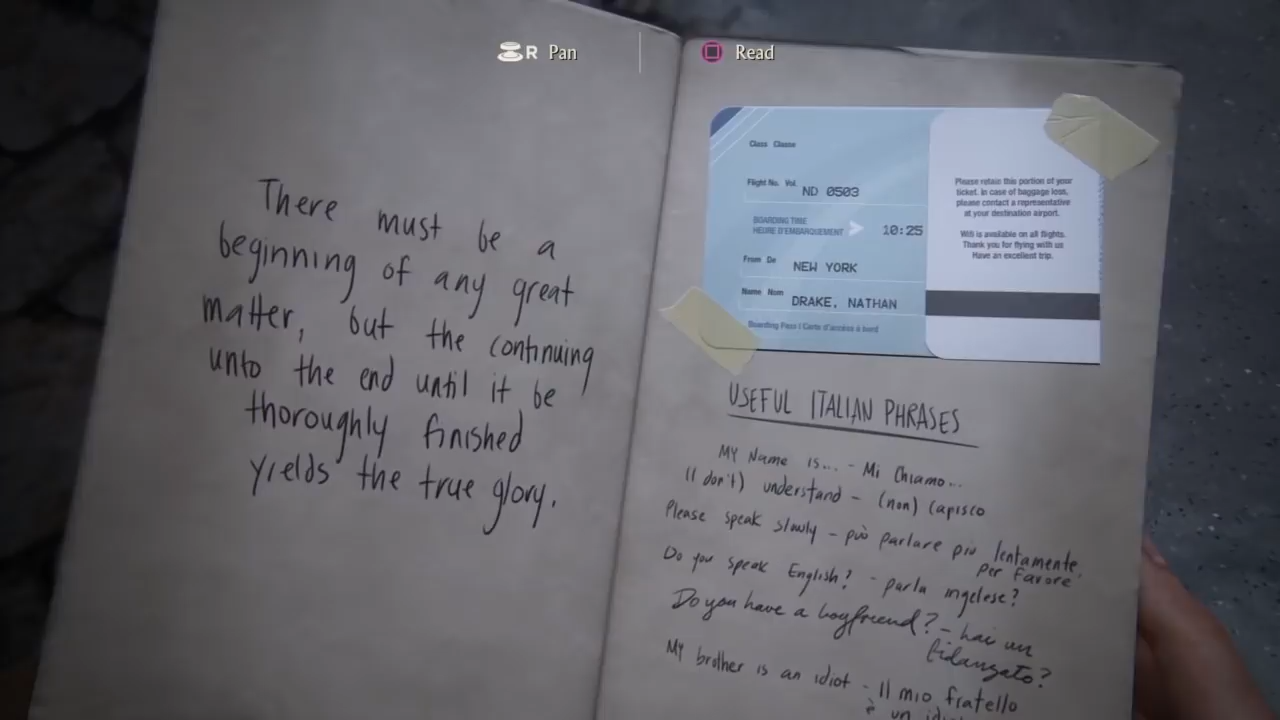 R Pan
Read
There must be a
beginning of any great
matter, but the continuing
unto the end until it be
thoroughly finished
yields the true glory.
Class Classe
Flight No. Vol. ND 0503
BOARDING TIME
HEURE D'EMBARQUEMENT 10:25
From De NEW YORK
Name Nom DRAKE, NATHAN
Boarding Pass | Carte d'accès à bord
Please retain this portion of your
ticket. In case of baggage loss,
please contact a representative
at your destination airport.
Wifi is available on all flights.
Thank you for flying with us
Have an excellent trip.
USEFUL ITALIAN PHRASES
MY Name is... - Mi Chiamo...
(I don't) understand - (non) capisco
Please speak slowly - può parlare più lentamente
per favore
Do you speak English? - parla ingelese?
Do you have a boyfriend? - hai un
fidanzato?
MY brother is an idiot - Il mio fratello
è un